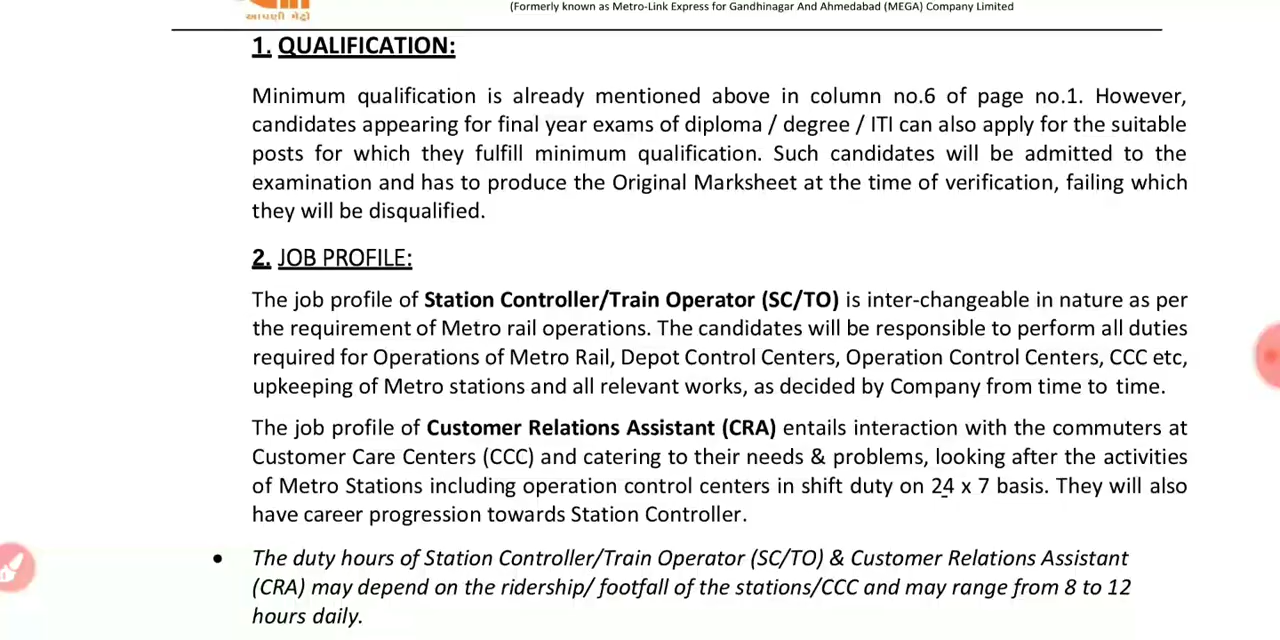 આપણી મેટ્રો
(Formerly known as Metro-Link Express for Gandhinagar And Ahmedabad (MEGA) Company Limited
1. QUALIFICATION:
Minimum qualification is already mentioned above in column no.6 of page no.1. However,
candidates appearing for final year exams of diploma / degree / ITI can also apply for the suitable
posts for which they fulfill minimum qualification. Such candidates will be admitted to the
examination and has to produce the Original Marksheet at the time of verification, failing which
they will be disqualified.
2. JOB PROFILE:
The job profile of Station Controller/Train Operator (SC/TO) is inter-changeable in nature as per
the requirement of Metro rail operations. The candidates will be responsible to perform all duties
required for Operations of Metro Rail, Depot Control Centers, Operation Control Centers, CCC etc,
upkeeping of Metro stations and all relevant works, as decided by Company from time to time.
The job profile of Customer Relations Assistant (CRA) entails interaction with the commuters at
Customer Care Centers (CCC) and catering to their needs & problems, looking after the activities
of Metro Stations including operation control centers in shift duty on 24 x 7 basis. They will also
have career progression towards Station Controller.
• The duty hours of Station Controller/Train Operator (SC/TO) & Customer Relations Assistant
(CRA) may depend on the ridership/ footfall of the stations/CCC and may range from 8 to 12
hours daily.